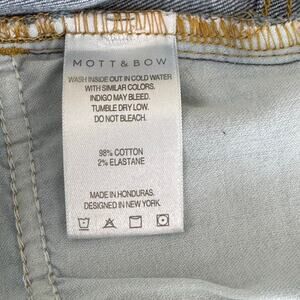 MOTT & BOW
WASH INSIDE OUT IN COLD WATER
WITH SIMILAR COLORS.
INDIGO MAY BLEED.
TUMBLE DRY LOW.
DO NOT BLEACH.
98% COTTON
2% ELASTANE
MADE IN HONDURAS.
DESIGNED IN NEW YORK.